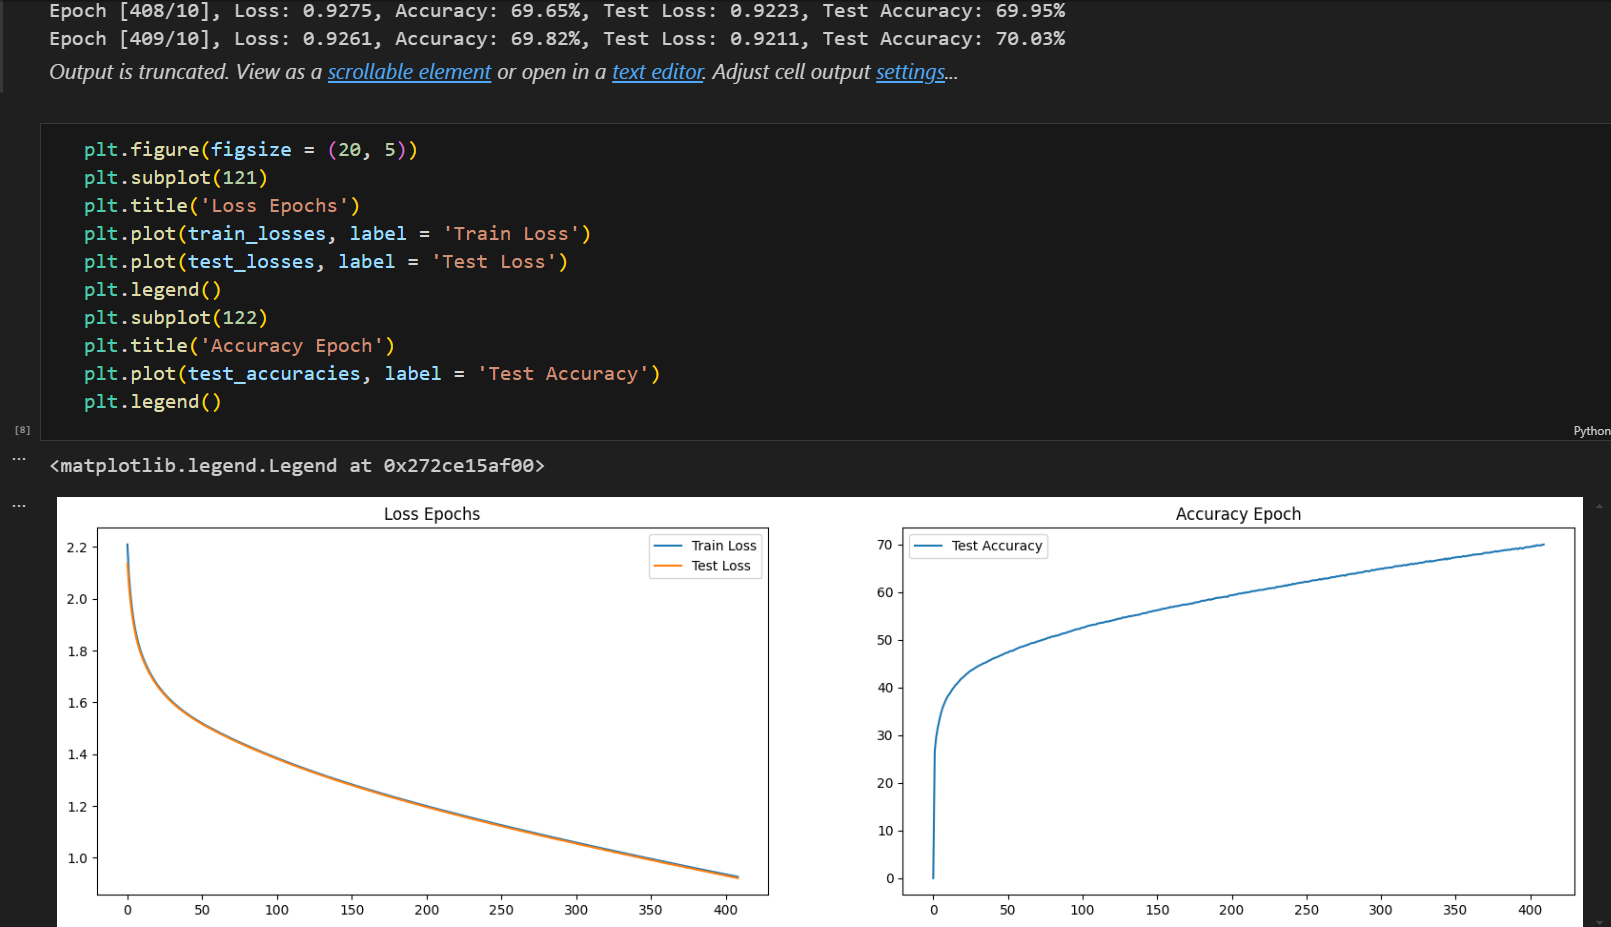 Epoch [408/10], Loss: 0.9275, Accuracy: 69.65%, Test Loss: 0.9223, Test Accuracy: 69.95%
Epoch [409/10], Loss: 0.9261, Accuracy: 69.82%, Test Loss: 0.9211, Test Accuracy: 70.03%
Output is truncated. View as a scrollable element or open in a text editor. Adjust cell output settings...
plt.figure(figsize = (20, 5))
plt.subplot(121)
plt.title('Loss Epochs')
plt.plot(train_losses, label = 'Train Loss')
plt.plot(test_losses, label = 'Test Loss')
plt.legend()
plt.subplot(122)
plt.title('Accuracy Epoch')
plt.plot(test_accuracies, label = 'Test Accuracy')
plt.legend()
[8]
Python
...
<matplotlib.legend.Legend at 0x272ce15af00>
...
Loss Epochs
Train Loss
Test Loss
2.2
2.0
1.8
1.6
1.4
1.2
1.0
0 50 100 150 200 250 300 350 400
Accuracy Epoch
Test Accuracy
70
60
50
40
30
20
10
0
0 50 100 150 200 250 300 350 400